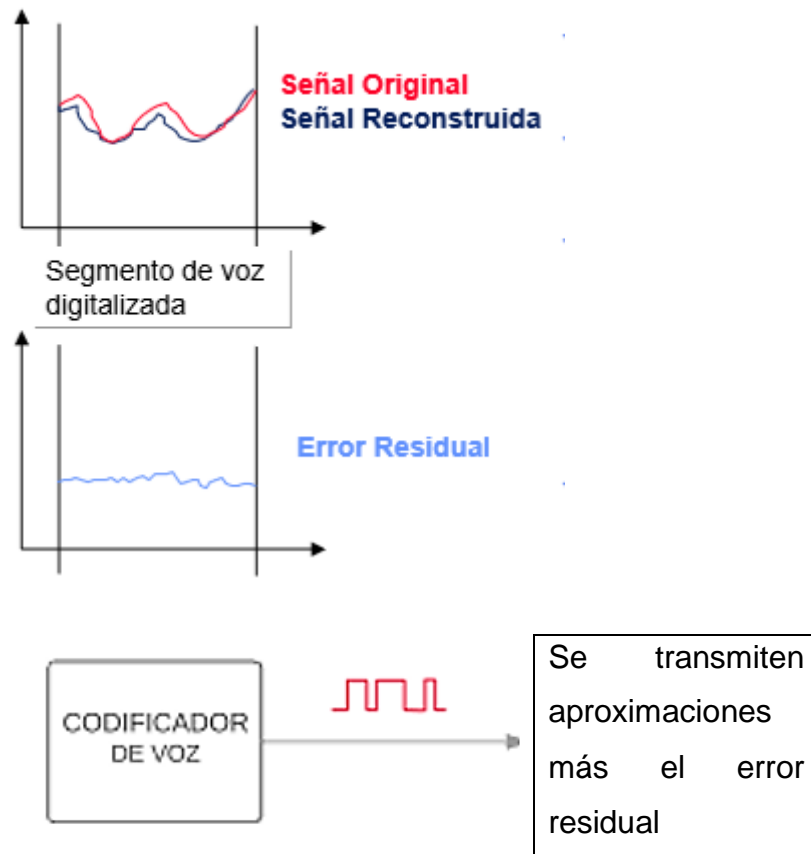 Señal Original
Señal Reconstruida
Segmento de voz
digitalizada
Error Residual
CODIFICADOR
DE VOZ
Se transmiten
aproximaciones
más el error
residual